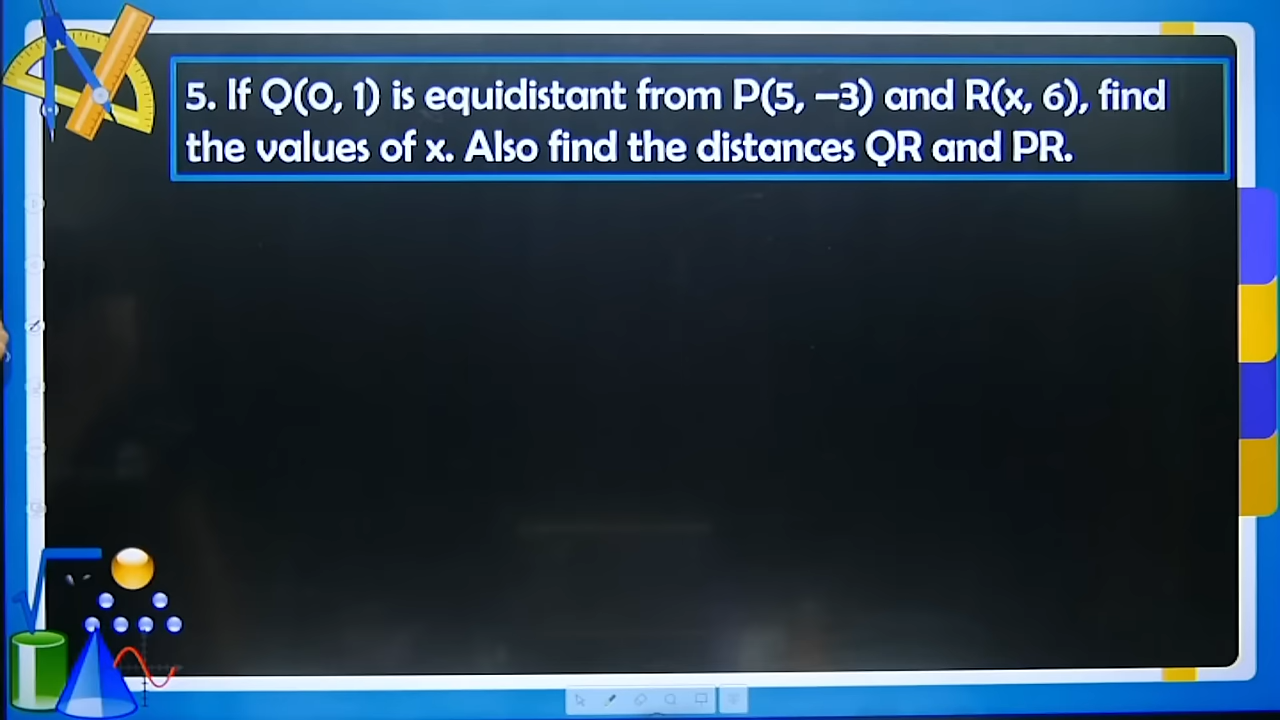 5. If Q(0, 1) is equidistant from P(5, –3) and R(x, 6), find
the values of x. Also find the distances QR and PR.